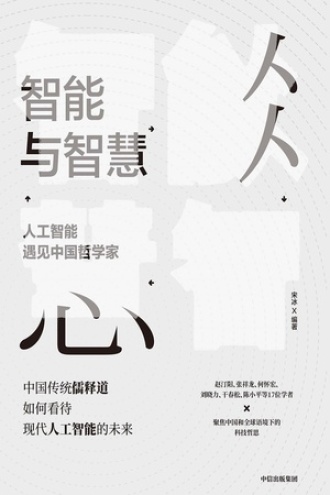 智能
与智慧
人工智能
遇见中国哲学家
宋冰 X 编著
中国传统儒释道
如何看待
现代人工智能的未来
赵汀阳、张祥龙、何怀宏、
刘晓力、干春松、陈小平等17位学者
×
聚焦中国和全球语境下的
科技哲思
中信出版集团